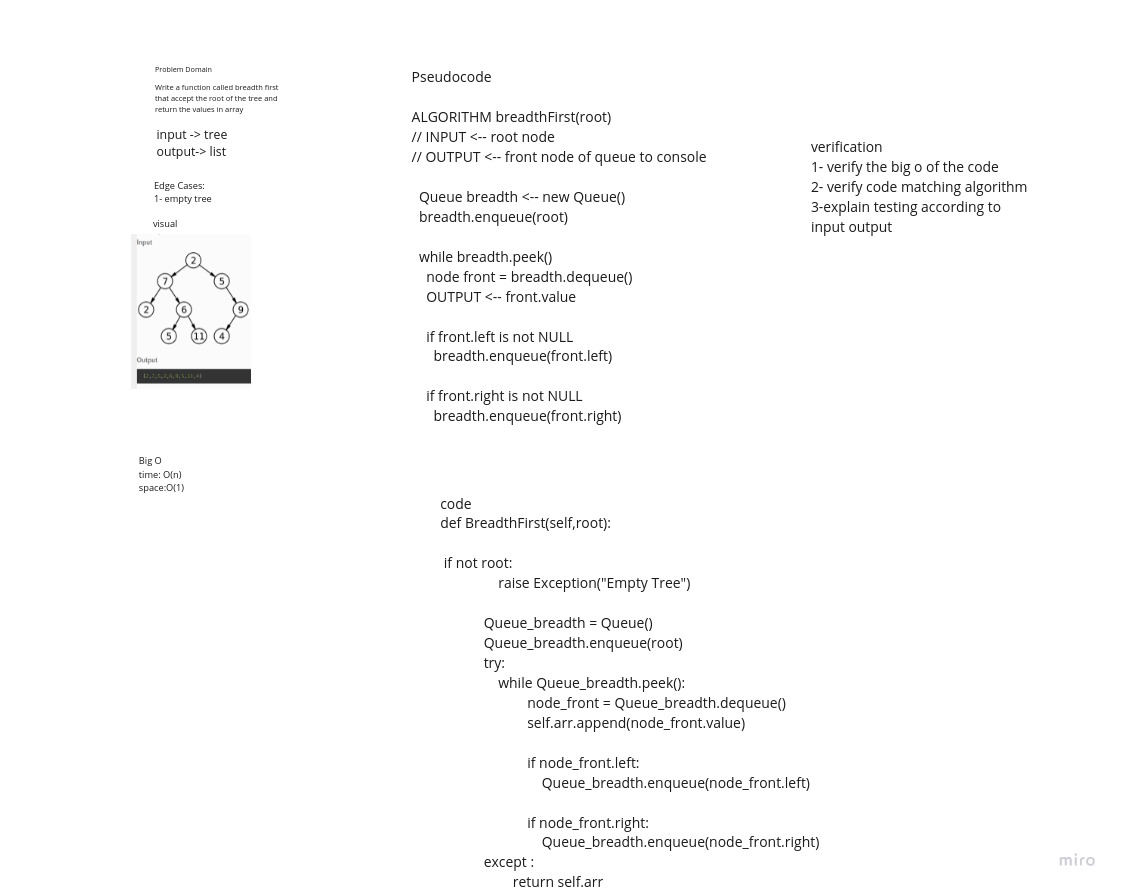 Problem Domain
Write a function called breadth first
that accept the root of the tree and
return the values in array
input -> tree
output-> list
Edge Cases:
1- empty tree
visual
Input
2
7 5
2 6 9
5 11 4
Output
Big O
time: O(n)
space:O(1)
Pseudocode
ALGORITHM breadthFirst(root)
// INPUT <-- root node
// OUTPUT <-- front node of queue to console
Queue breadth <-- new Queue()
breadth.enqueue(root)
while breadth.peek()
node front = breadth.dequeue()
OUTPUT <-- front.value
if front.left is not NULL
breadth.enqueue(front.left)
if front.right is not NULL
breadth.enqueue(front.right)
code
def BreadthFirst(self,root):
if not root:
raise Exception("Empty Tree")
Queue_breadth = Queue()
Queue_breadth.enqueue(root)
try:
while Queue_breadth.peek():
node_front = Queue_breadth.dequeue()
self.arr.append(node_front.value)
if node_front.left:
Queue_breadth.enqueue(node_front.left)
if node_front.right:
Queue_breadth.enqueue(node_front.right)
except :
return self.arr
verification
1- verify the big o of the code
2- verify code matching algorithm
3-explain testing according to
input output
miro